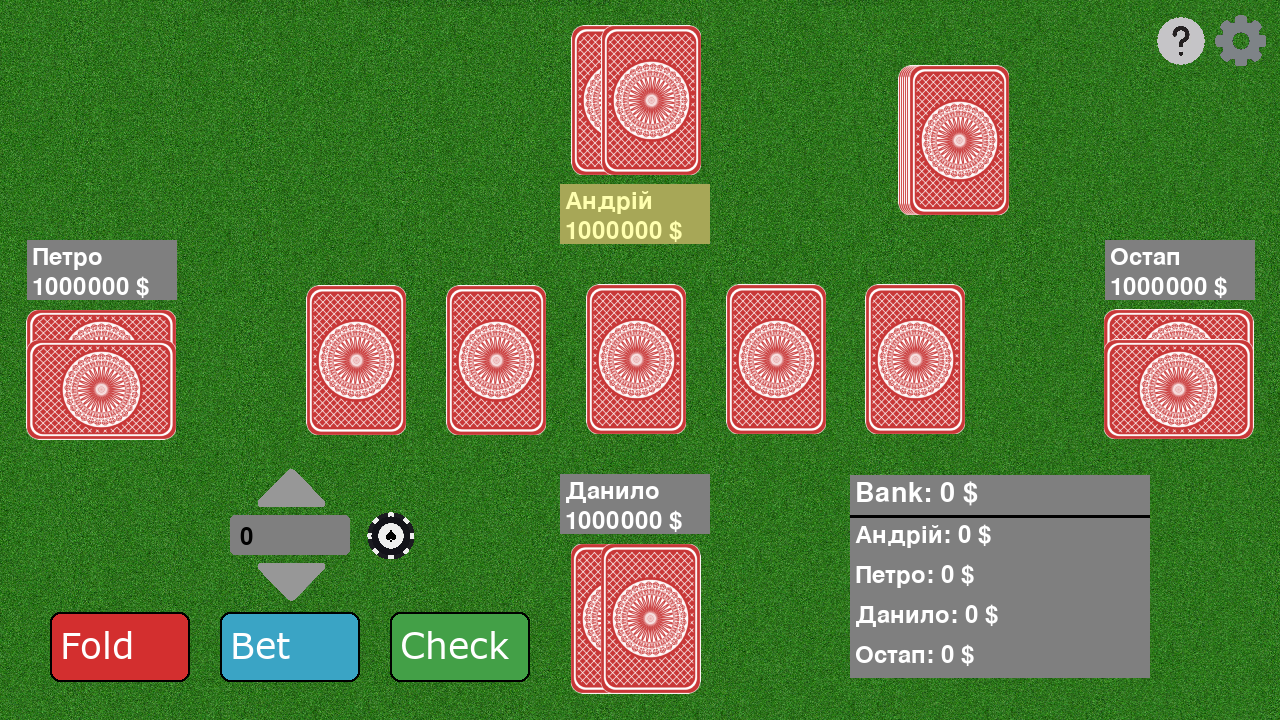 ?
Андрій
1000000 $
Петро
1000000 $
Остап
1000000 $
Данило
1000000 $
Bank: 0 $
Андрій: 0 $
Петро: 0 $
Данило: 0 $
Остап: 0 $
0
Fold
Bet
Check